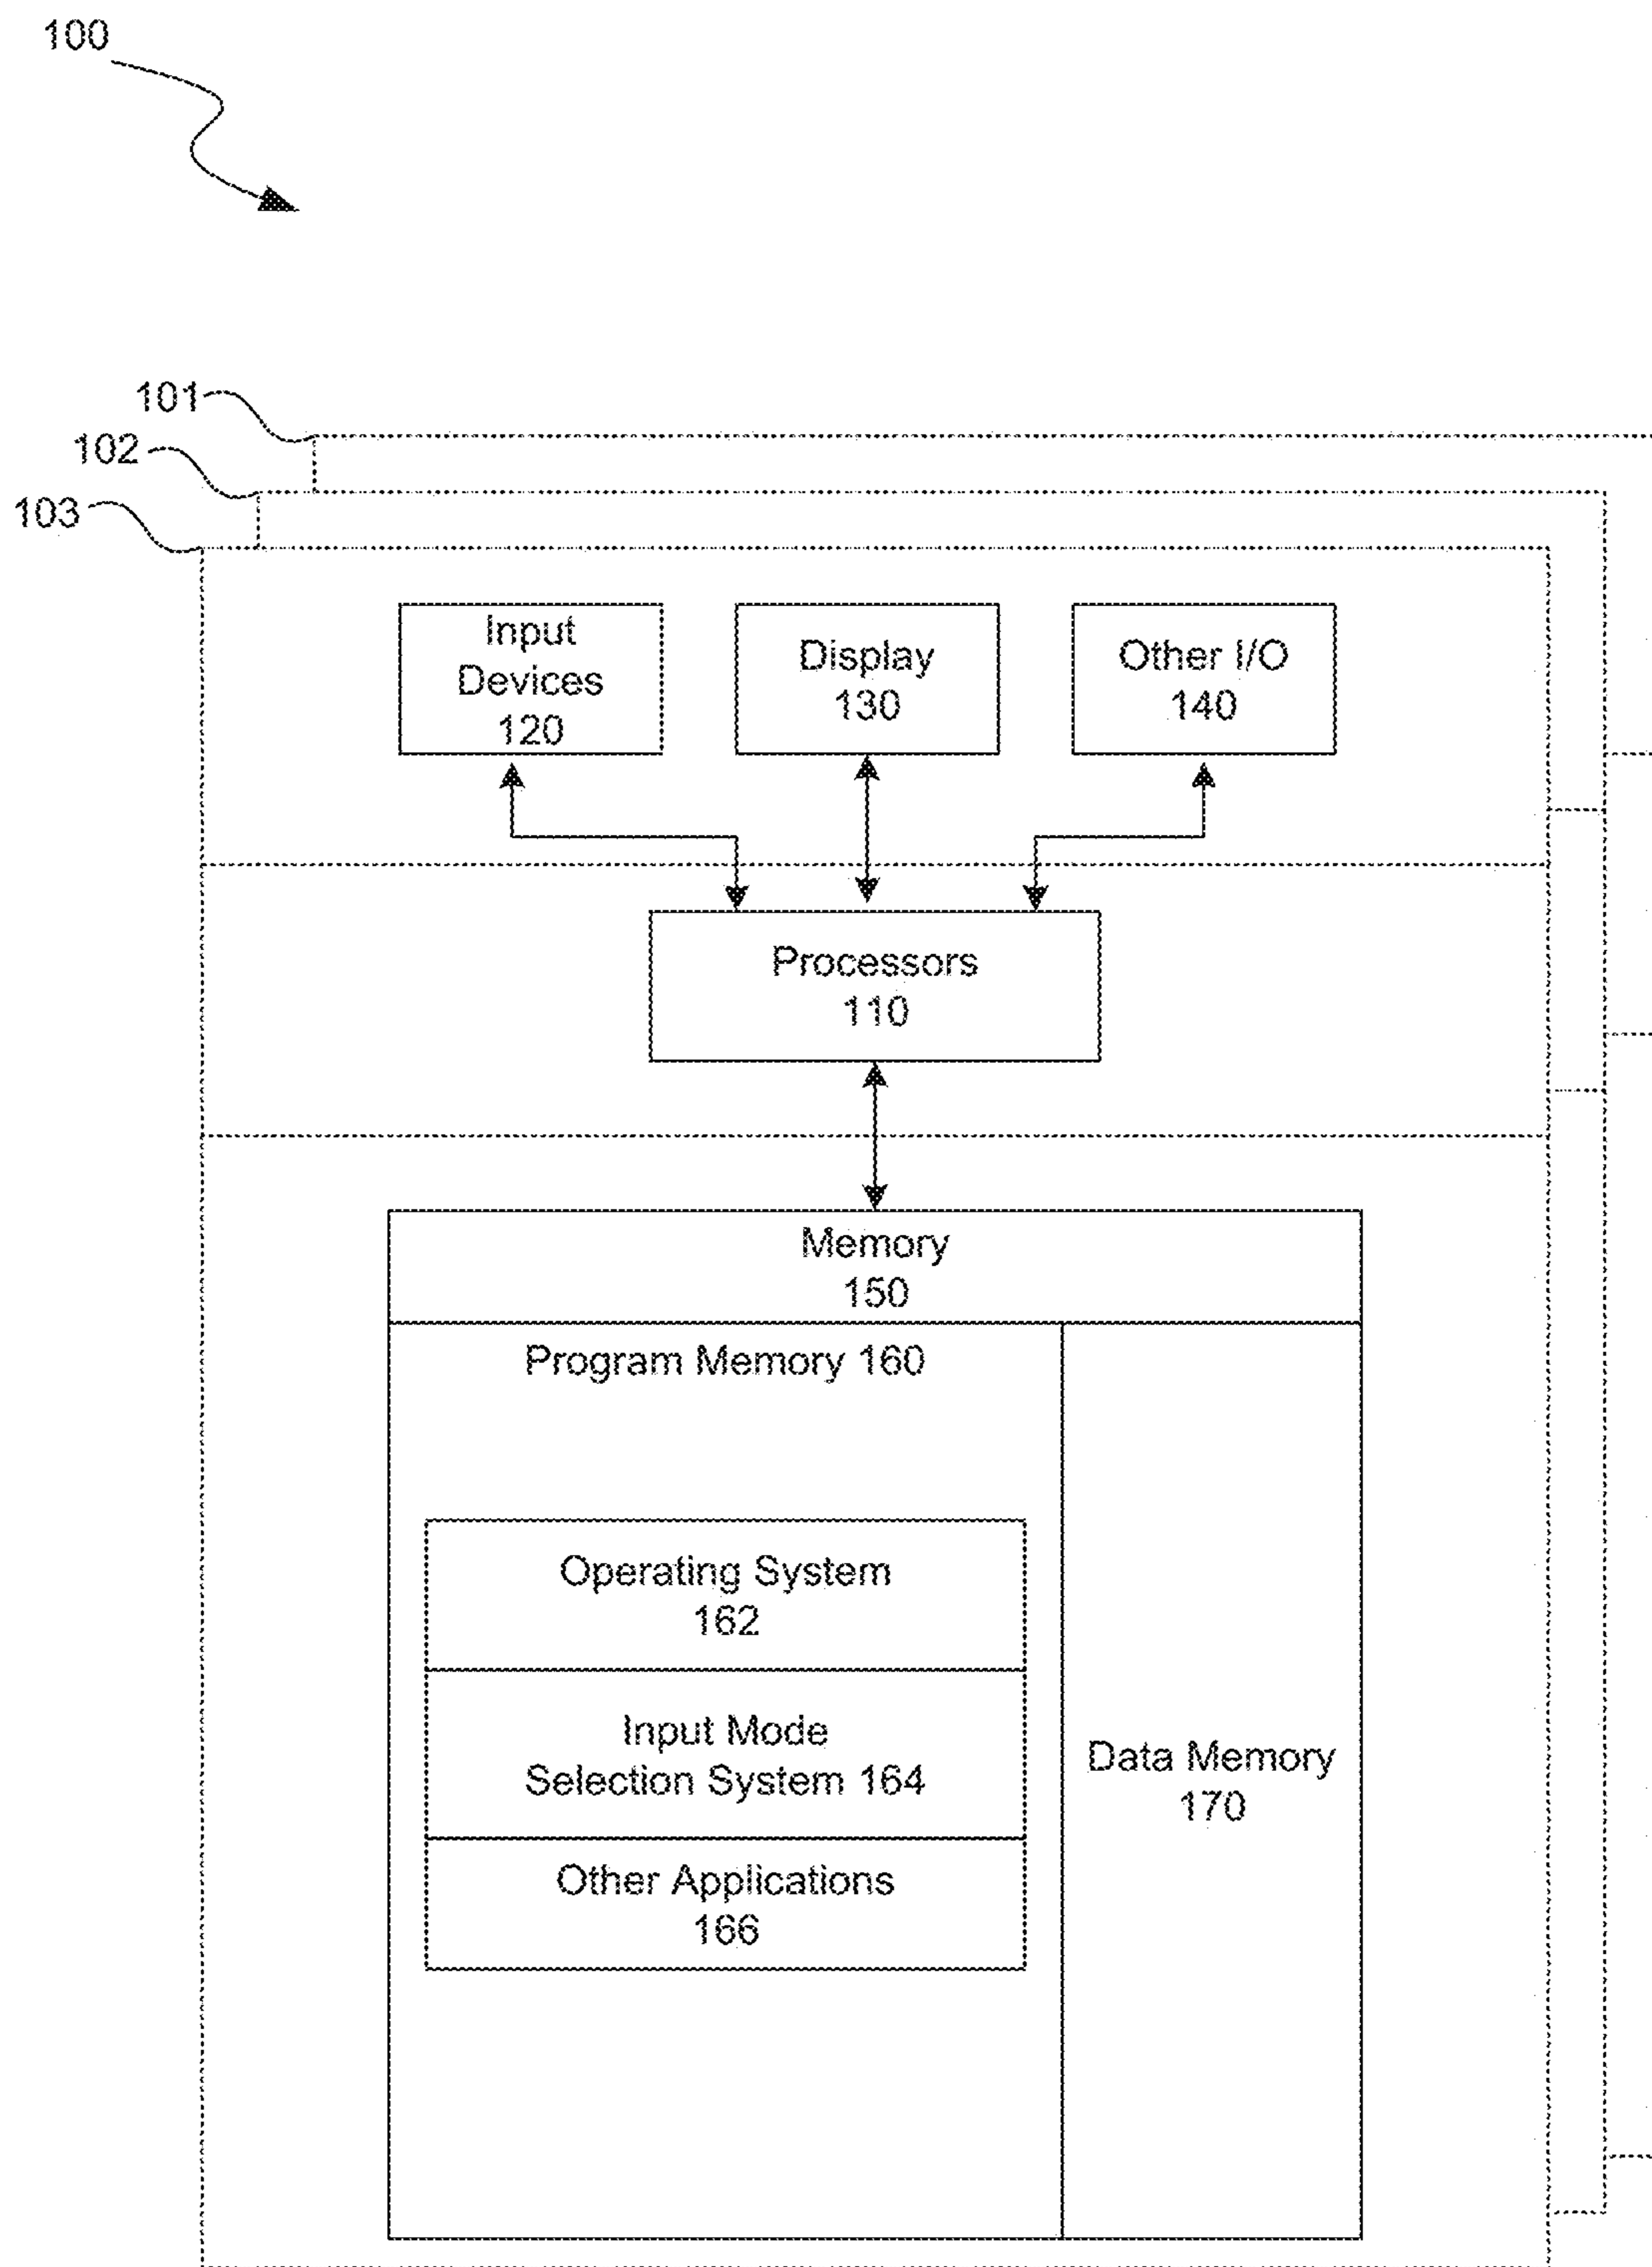 100
101
102
103
Input
Devices
120
Display
130
Other I/O
140
Processors
110
Memory
150
Program Memory 160
Operating System
162
Input Mode
Selection System 164
Other Applications
166
Data Memory
170